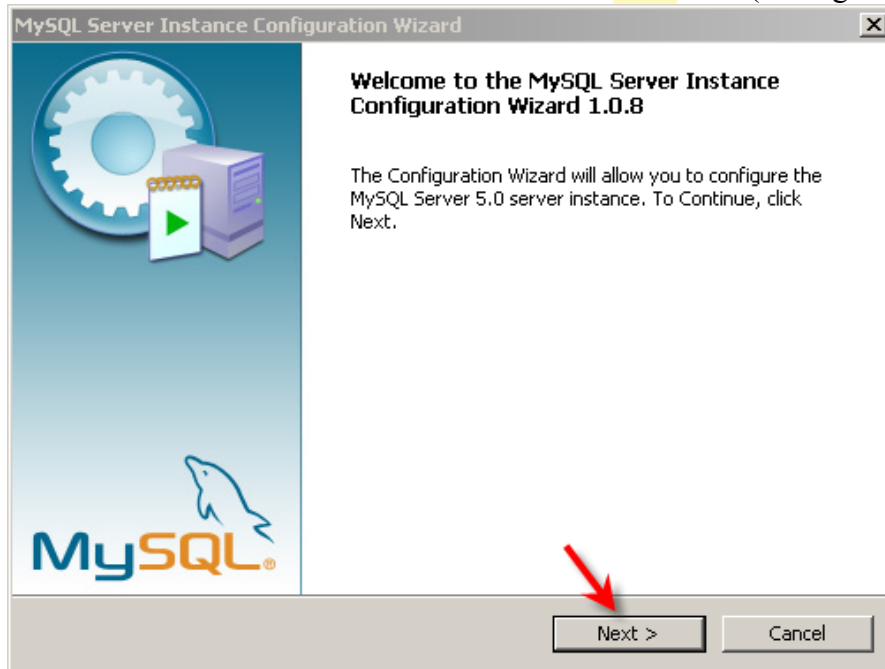 MySQL Server Instance Configuration Wizard
Welcome to the MySQL Server Instance
Configuration Wizard 1.0.8
The Configuration Wizard will allow you to configure the
MySQL Server 5.0 server instance. To Continue, click
Next.
MySQL®
Next >
Cancel